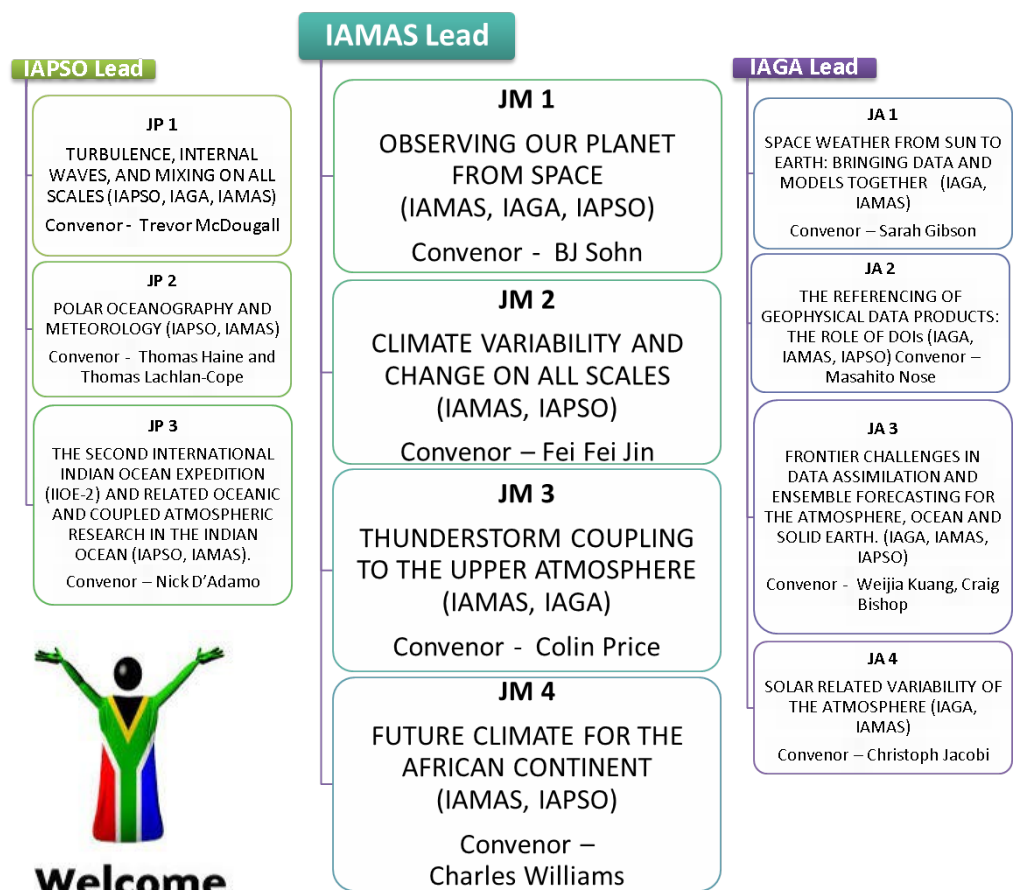 IAPSO Lead
JP 1
TURBULENCE, INTERNAL
WAVES, AND MIXING ON ALL
SCALES (IAPSO, IAGA, IAMAS)
Convenor - Trevor McDougall
JP 2
POLAR OCEANOGRAPHY AND
METEOROLOGY (IAPSO, IAMAS)
Convenor - Thomas Haine and
Thomas Lachlan-Cope
JP 3
THE SECOND INTERNATIONAL
INDIAN OCEAN EXPEDITION
(IIOE-2) AND RELATED OCEANIC
AND COUPLED ATMOSPHERIC
RESEARCH IN THE INDIAN
OCEAN (IAPSO, IAMAS).
Convenor – Nick D'Adamo
Welcome
IAMAS Lead
JM 1
OBSERVING OUR PLANET
FROM SPACE
(IAMAS, IAGA, IAPSO)
Convenor - BJ Sohn
JM 2
CLIMATE VARIABILITY AND
CHANGE ON ALL SCALES
(IAMAS, IAPSO)
Convenor – Fei Fei Jin
JM 3
THUNDERSTORM COUPLING
TO THE UPPER ATMOSPHERE
(IAMAS, IAGA)
Convenor - Colin Price
JM 4
FUTURE CLIMATE FOR THE
AFRICAN CONTINENT
(IAMAS, IAPSO)
Convenor –
Charles Williams
IAGA Lead
JA 1
SPACE WEATHER FROM SUN TO
EARTH: BRINGING DATA AND
MODELS TOGETHER (IAGA,
IAMAS)
Convenor – Sarah Gibson
JA 2
THE REFERENCING OF
GEOPHYSICAL DATA PRODUCTS:
THE ROLE OF DOIs (IAGA,
IAMAS, IAPSO) Convenor –
Masahito Nose
JA 3
FRONTIER CHALLENGES IN
DATA ASSIMILATION AND
ENSEMBLE FORECASTING FOR
THE ATMOSPHERE, OCEAN AND
SOLID EARTH. (IAGA, IAMAS,
IAPSO)
Convenor - Weijia Kuang, Craig
Bishop
JA 4
SOLAR RELATED VARIABILITY OF
THE ATMOSPHERE (IAGA,
IAMAS)
Convenor – Christoph Jacobi